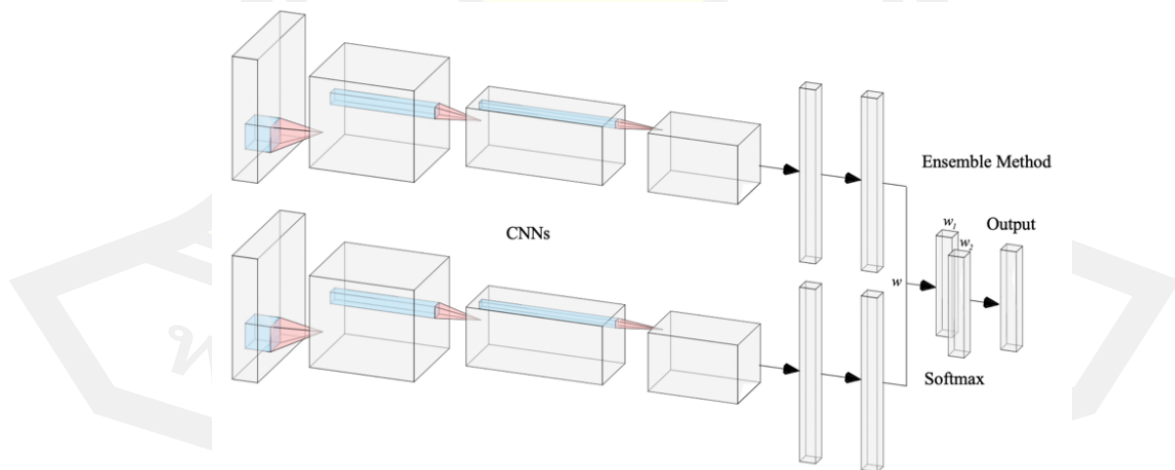 Ensemble Method
CNNs
w₁
w₂
Output
w
Softmax